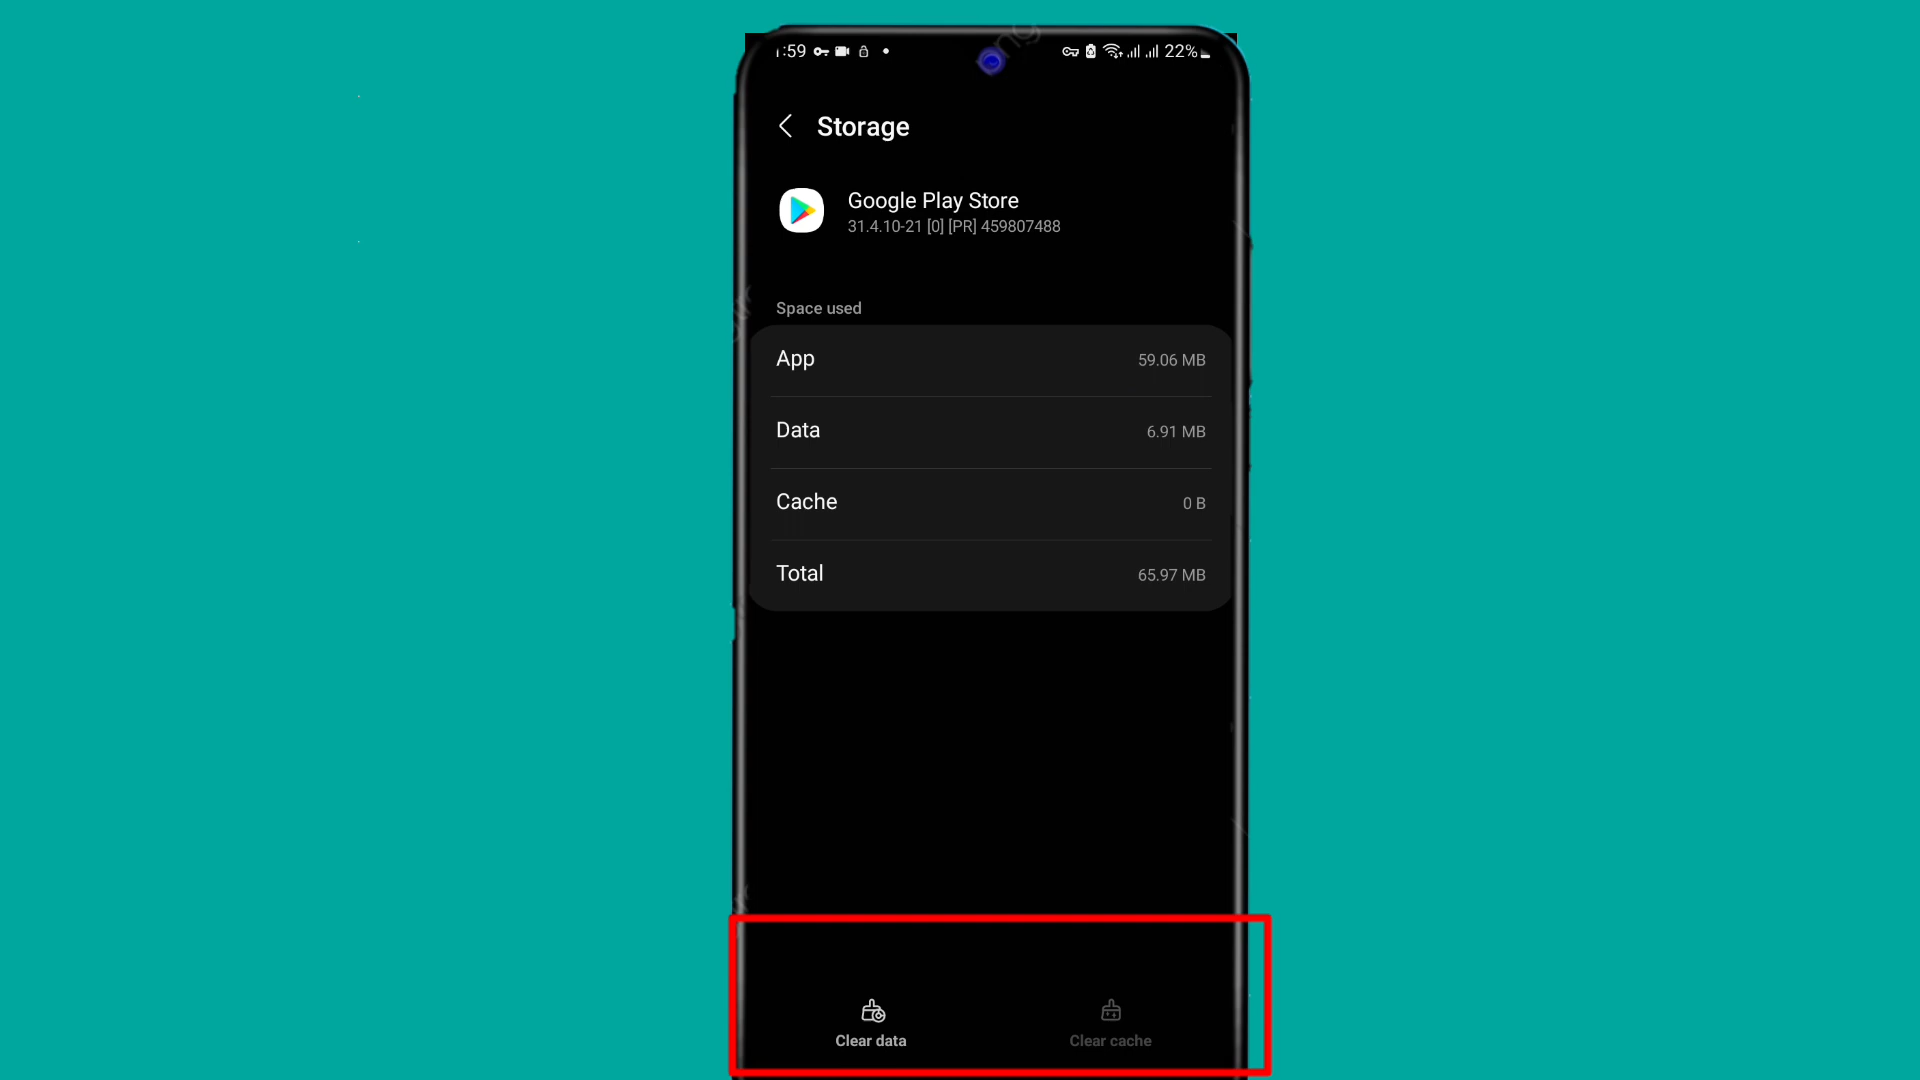 1:59 22%
Storage
Google Play Store
31.4.10-21 [0] [PR] 459807488
Space used
App 59.06 MB
Data 6.91 MB
Cache 0 B
Total 65.97 MB
Clear data Clear cache